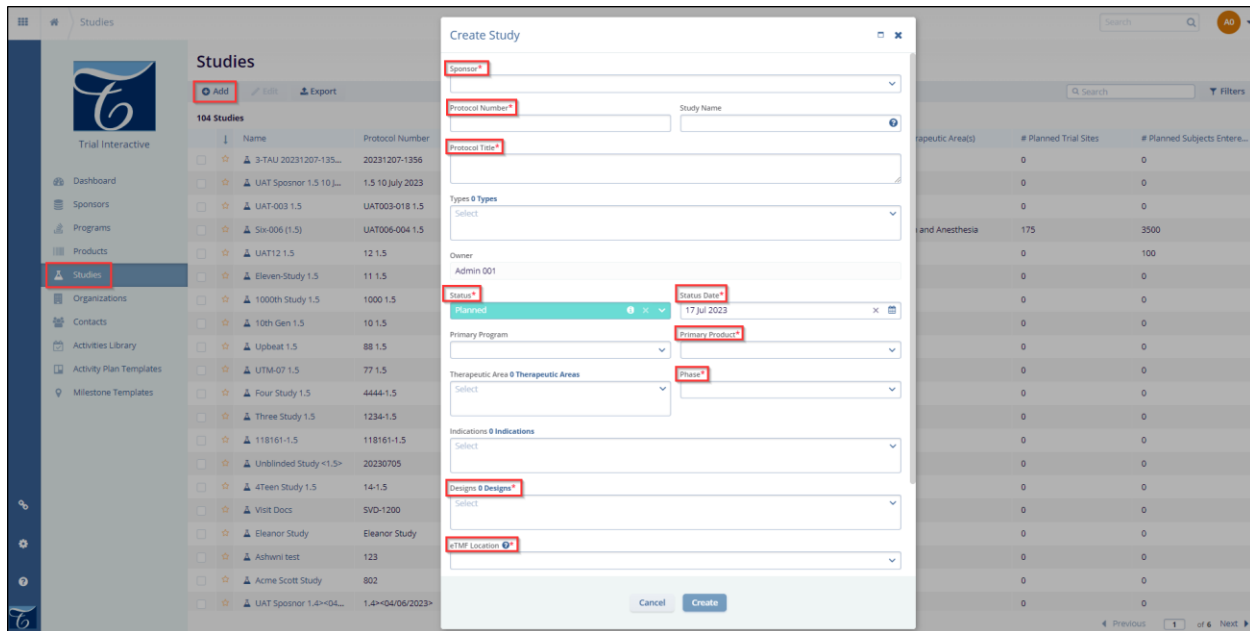 Studies
Search
A0
Trial Interactive
Dashboard
Sponsors
Programs
Products
Studies
Organizations
Contacts
Activities Library
Activity Plan Templates
Milestone Templates
Studies
Add
Edit
Export
Search
Filters
104 Studies
Name Protocol Number rapeutic Area(s) # Planned Trial Sites # Planned Subjects Entere...
3-TAU 20231207-135... 20231207-1356 0 0
UAT Sposnor 1.5 10 J... 1.5 10 July 2023 0 0
UAT-003 1.5 UAT003-018 1.5 0 0
Six-006 (1.5) UAT006-004 1.5 and Anesthesia 175 3500
UAT12 1.5 12 1.5 0 100
Eleven-Study 1.5 11 1.5 0 0
1000th Study 1.5 1000 1.5 0 0
10th Gen 1.5 10 1.5 0 0
Upbeat 1.5 88 1.5 0 0
UTM-07 1.5 77 1.5 0 0
Four Study 1.5 4444-1.5 0 0
Three Study 1.5 1234-1.5 0 0
118161-1.5 118161-1.5 0 0
Unblinded Study <1.5> 20230705 0 0
4Teen Study 1.5 14-1.5 0 0
Visit Docs SVD-1200 0 0
Eleanor Study Eleanor Study 0 0
Ashwni test 123 0 0
Acme Scott Study 802 0 0
UAT Sposnor 1.4><04... 1.4><04/06/2023> 0 0
Previous 1 of 6 Next
Create Study
Sponsor*
Protocol Number* Study Name
Protocol Title*
Types 0 Types
Select
Owner
Admin 001
Status* Status Date*
Planned 17 Jul 2023
Primary Program Primary Product*
Therapeutic Area 0 Therapeutic Areas Phase*
Select
Indications 0 Indications
Select
Designs 0 Designs*
Select
eTMF Location *
Cancel Create